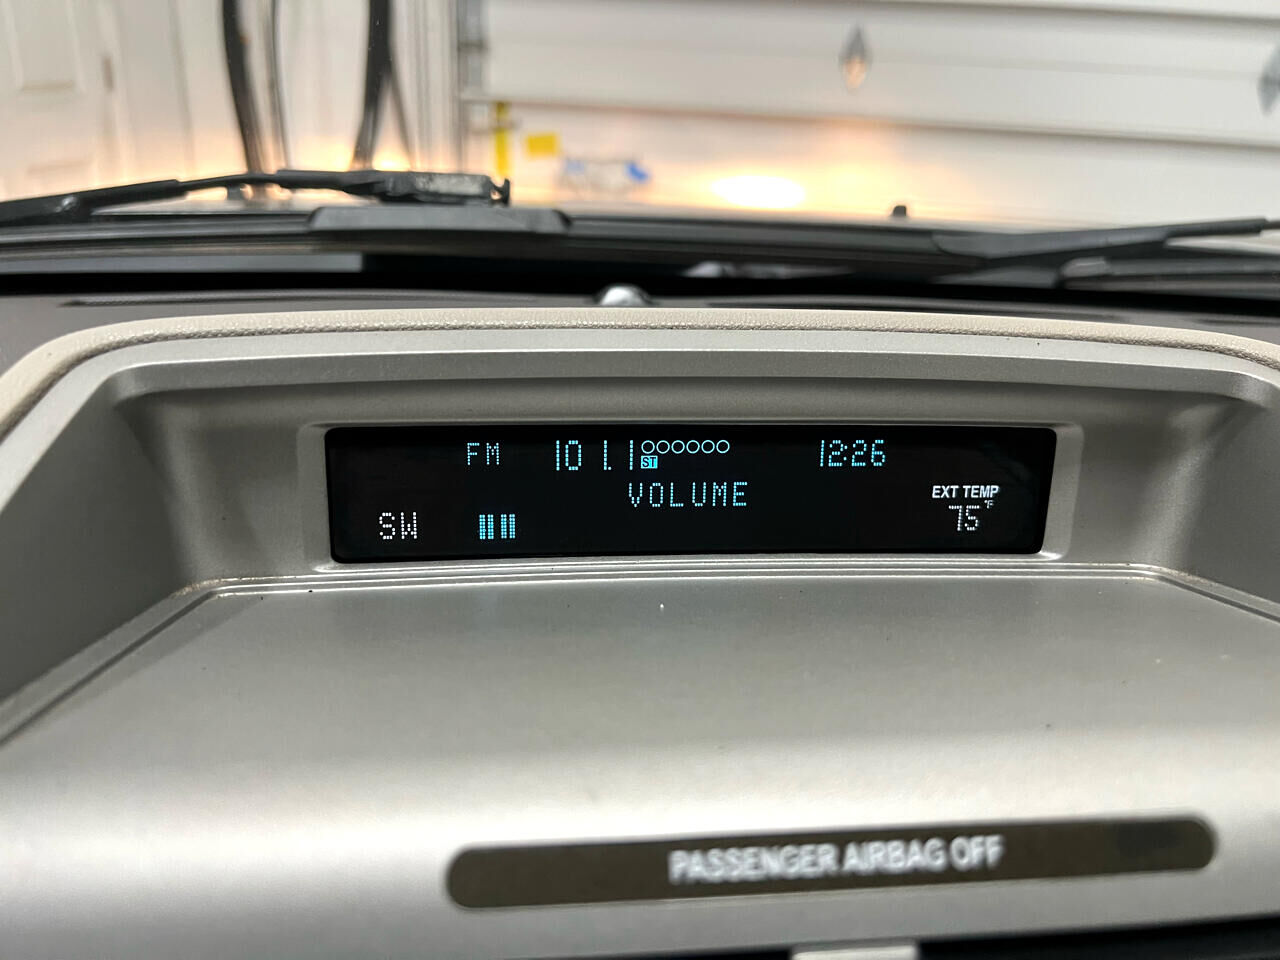 FM 101.1 ST 12:26
VOLUME
EXT TEMP
SW 75 °F
PASSENGER AIRBAG OFF